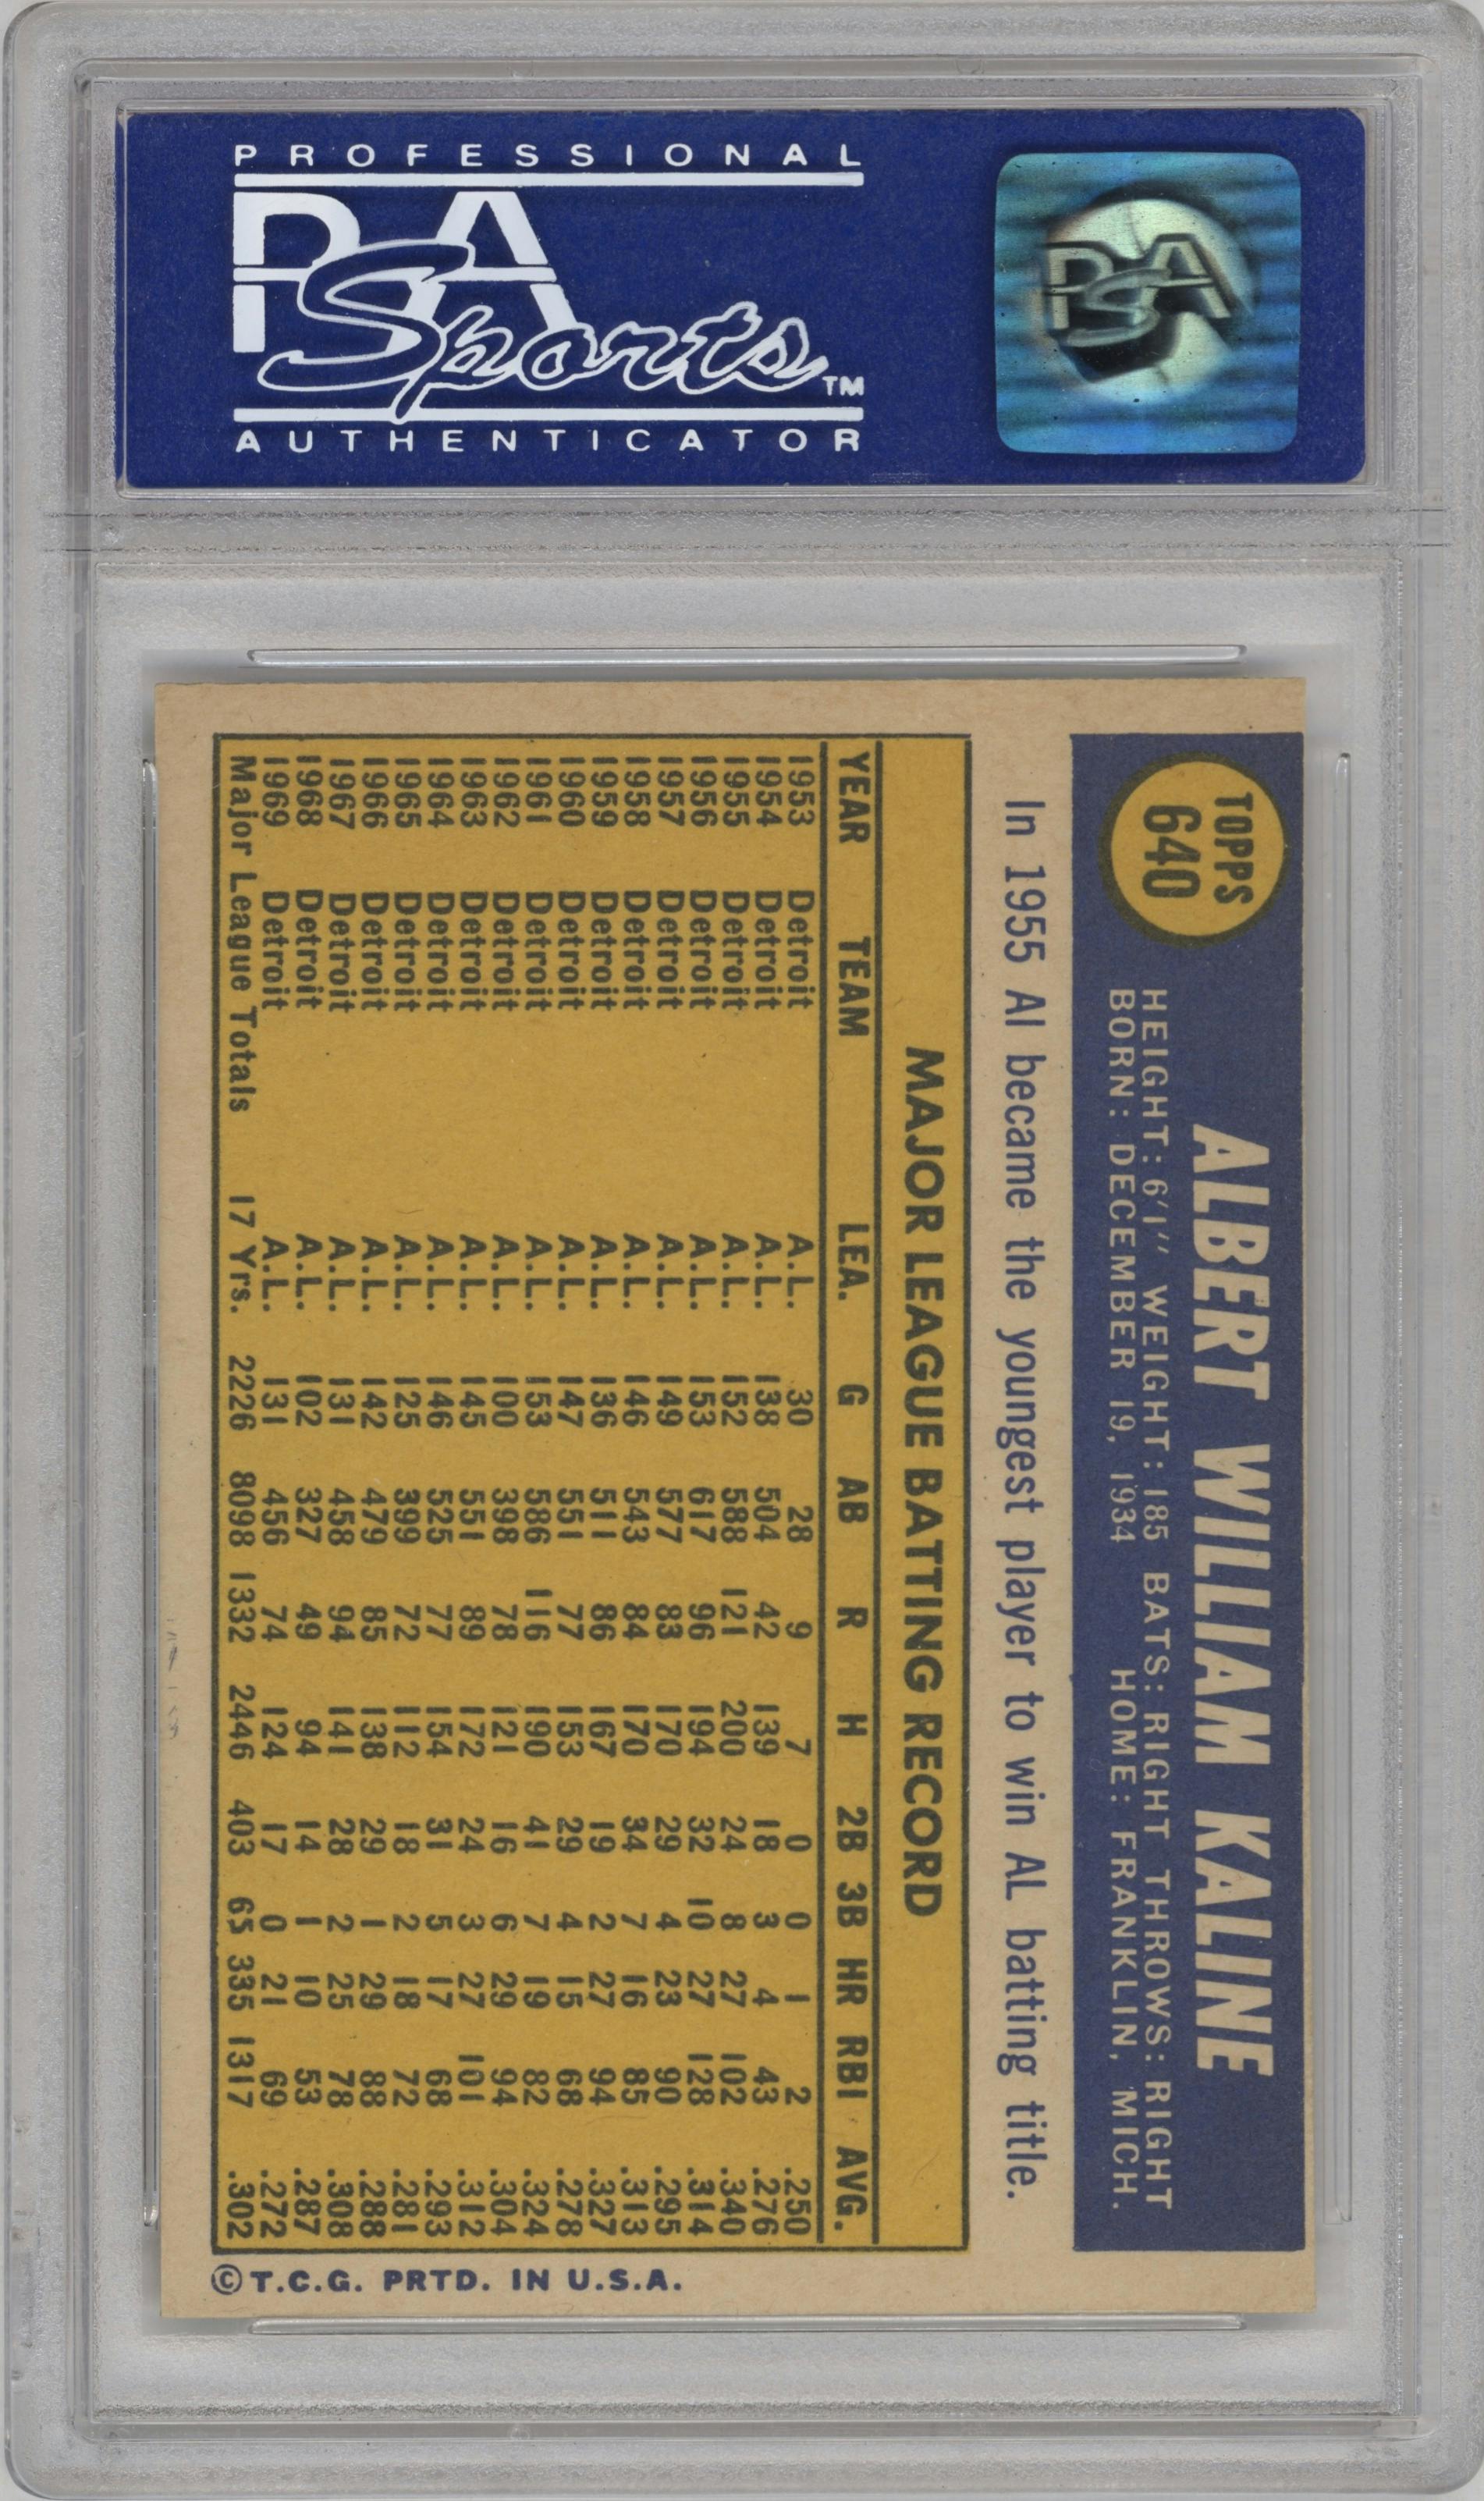 PROFESSIONAL
PSA
Sports™
AUTHENTICATOR
PSA
TOPPS
640
ALBERT WILLIAM KALINE
HEIGHT: 6'1" WEIGHT: 185 BATS: RIGHT THROWS: RIGHT
BORN: DECEMBER 19, 1934 HOME: FRANKLIN, MICH.
In 1955 Al became the youngest player to win AL batting title.
MAJOR LEAGUE BATTING RECORD
YEAR TEAM LEA. G AB R H 2B 3B HR RBI AVG.
1953 Detroit A.L. 30 28 9 7 0 0 1 2 .250
1954 Detroit A.L. 138 504 42 139 18 3 4 43 .276
1955 Detroit A.L. 152 588 121 200 24 8 27 102 .340
1956 Detroit A.L. 153 617 96 194 32 10 27 128 .314
1957 Detroit A.L. 149 577 83 170 29 4 23 90 .295
1958 Detroit A.L. 146 543 84 170 34 7 16 85 .313
1959 Detroit A.L. 136 511 86 167 19 2 27 94 .327
1960 Detroit A.L. 147 551 77 153 29 4 15 68 .278
1961 Detroit A.L. 153 586 116 190 41 7 19 82 .324
1962 Detroit A.L. 100 398 78 121 16 6 29 94 .304
1963 Detroit A.L. 145 551 89 172 24 3 27 101 .312
1964 Detroit A.L. 146 525 77 154 31 5 17 68 .293
1965 Detroit A.L. 125 399 72 112 18 2 18 72 .281
1966 Detroit A.L. 142 479 85 138 29 1 29 88 .288
1967 Detroit A.L. 131 458 94 141 28 2 25 78 .308
1968 Detroit A.L. 102 327 49 94 14 1 10 53 .287
1969 Detroit A.L. 131 456 74 124 17 0 21 69 .272
Major League Totals 17 Yrs. 2226 8098 1332 2446 403 65 335 1317 .302
©T.C.G. PRTD. IN U.S.A.